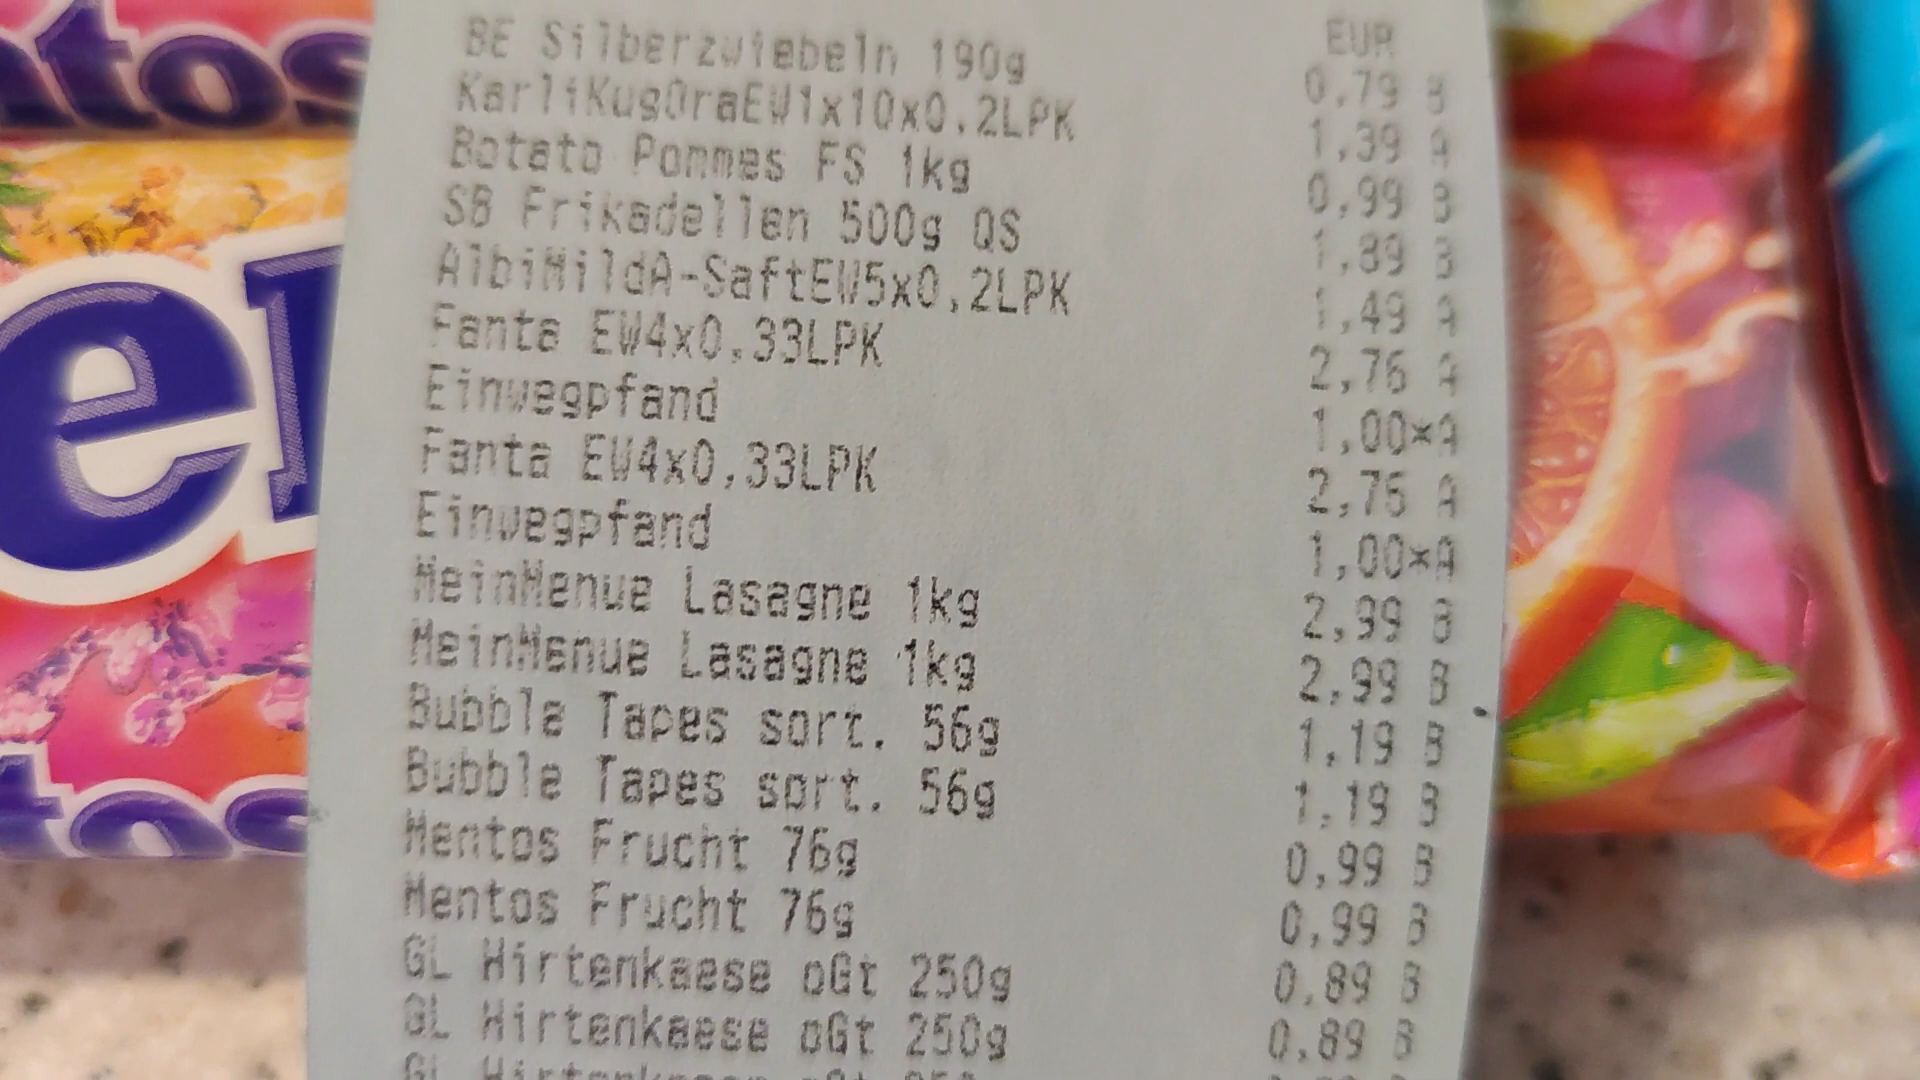 EUR
BE Silberzwiebeln 190g 0,79 B
KarliKugOraEW1x10x0,2LPK 1,39 A
Botato Pommes FS 1kg 0,99 B
SB Frikadellen 500g QS 1,89 B
AlbiMildA-SaftEW5x0,2LPK 1,49 A
Fanta EW4x0,33LPK 2,76 A
Einwegpfand 1,00*A
Fanta EW4x0,33LPK 2,76 A
Einwegpfand 1,00*A
MeinMenue Lasagne 1kg 2,99 B
MeinMenue Lasagne 1kg 2,99 B
Bubble Tapes sort. 56g 1,19 B
Bubble Tapes sort. 56g 1,19 B
Mentos Frucht 76g 0,99 B
Mentos Frucht 76g 0,99 B
GL Hirtenkaese oGt 250g 0,89 B
GL Hirtenkaese oGt 250g 0,89 B
ntos
el
tos